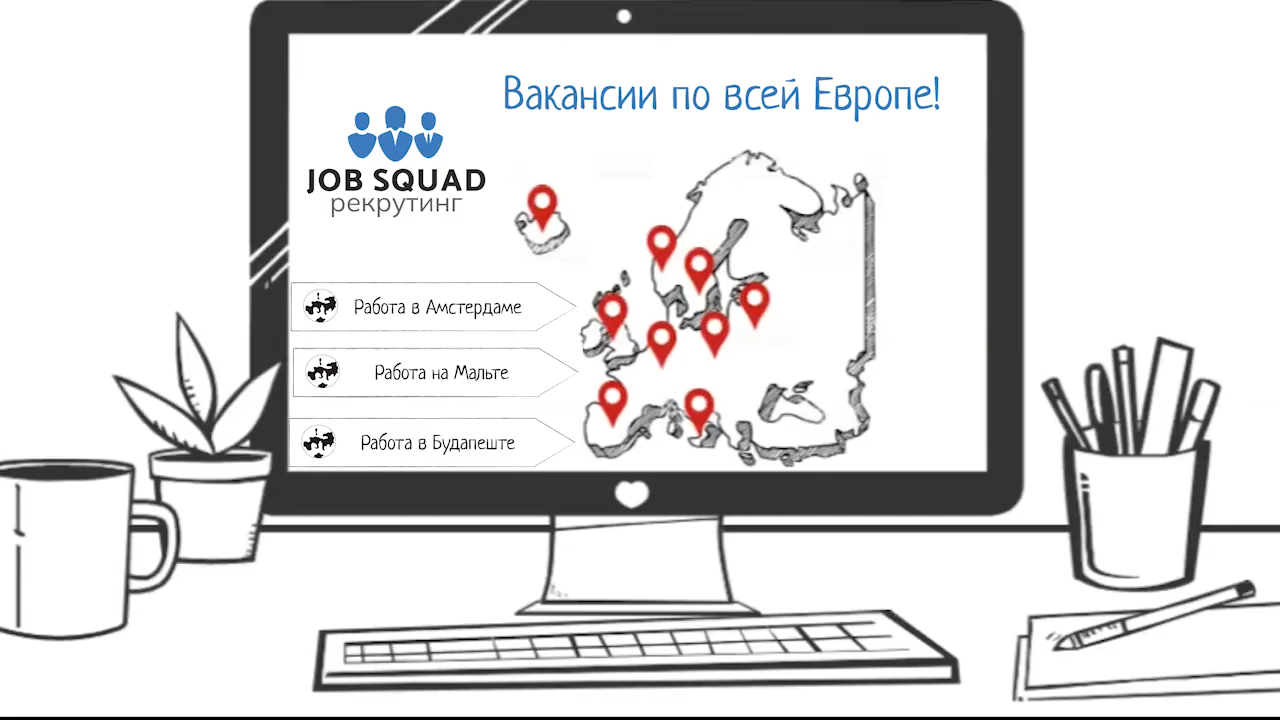 Вакансии по всей Европе!
JOB SQUAD
рекрутинг
Работа в Амстердаме
Работа на Мальте
Работа в Будапеште